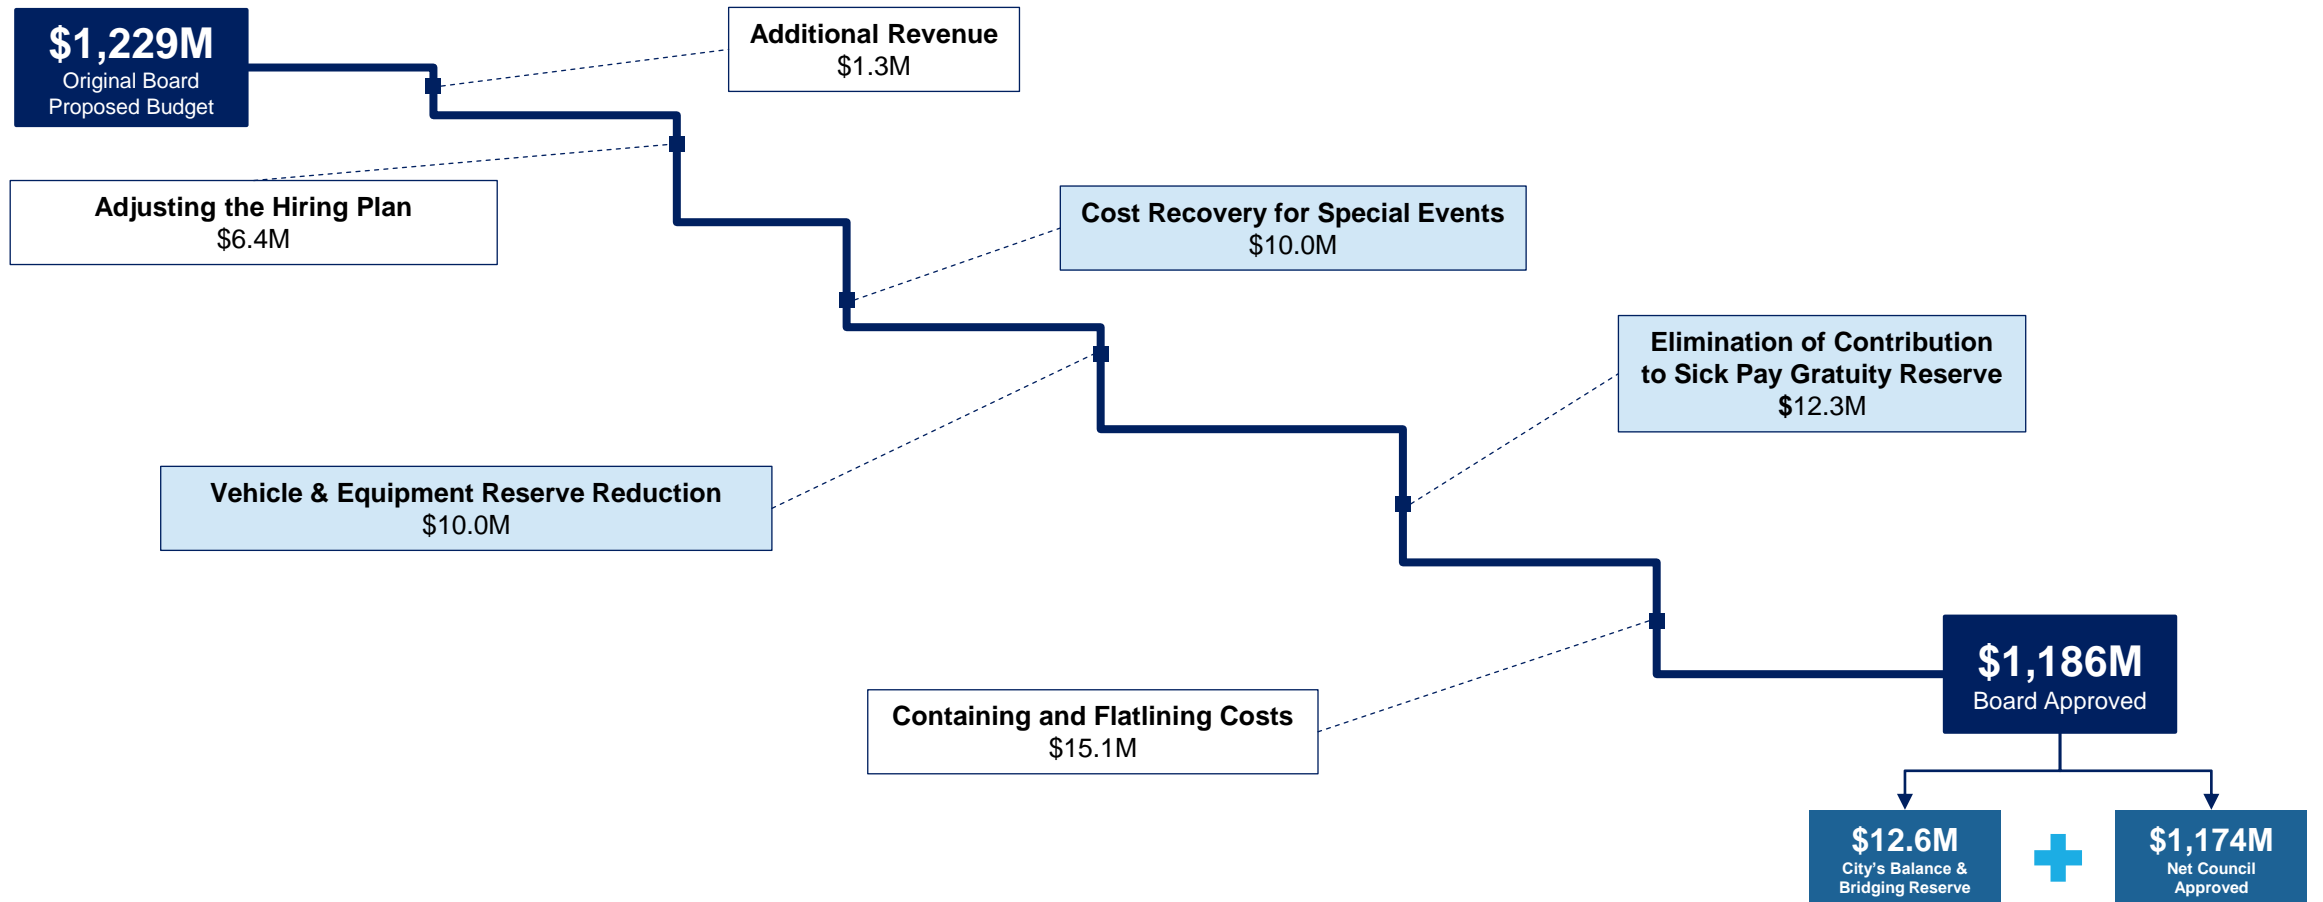 $1,229M
Original Board
Proposed Budget
Additional Revenue
$1.3M
Adjusting the Hiring Plan
$6.4M
Cost Recovery for Special Events
$10.0M
Elimination of Contribution
to Sick Pay Gratuity Reserve
$12.3M
Vehicle & Equipment Reserve Reduction
$10.0M
Containing and Flatlining Costs
$15.1M
$1,186M
Board Approved
$12.6M
City's Balance &
Bridging Reserve
$1,174M
Net Council
Approved